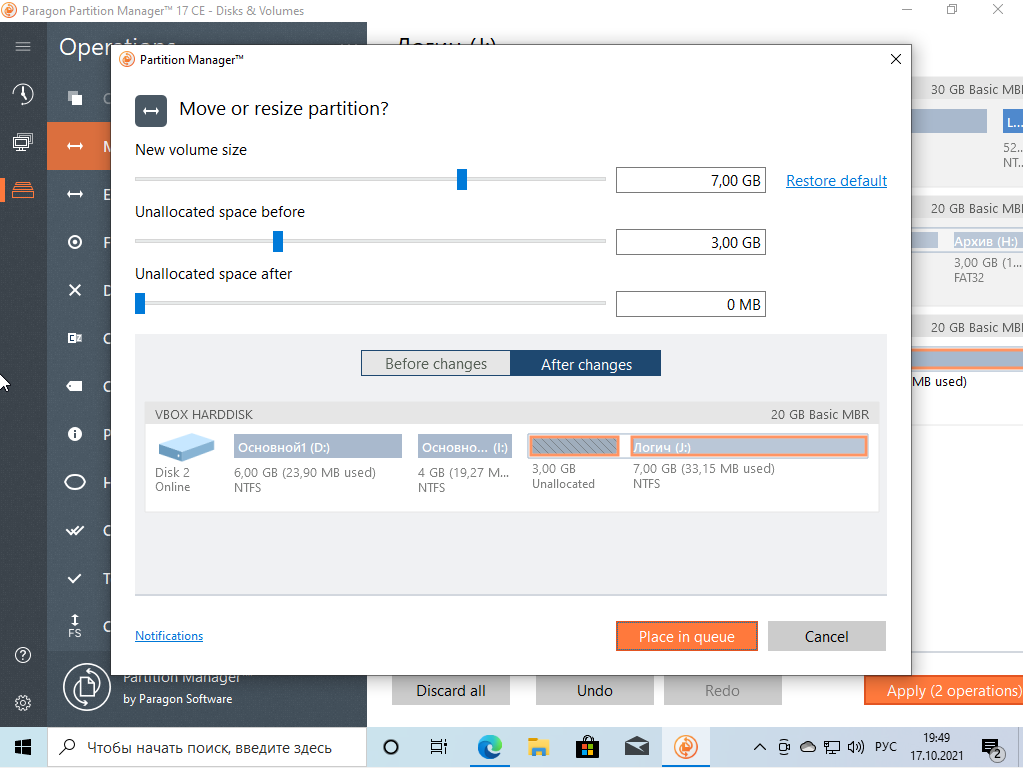 Paragon Partition Manager™ 17 CE - Disks & Volumes
Partition Manager™
Move or resize partition?
New volume size
7,00 GB
Restore default
Unallocated space before
3,00 GB
Unallocated space after
0 MB
Before changes
After changes
VBOX HARDDISK
20 GB Basic MBR
Disk 2
Online
Основной1 (D:)
6,00 GB (23,90 MB used)
NTFS
Основно... (I:)
4 GB (19,27 M...
NTFS
3,00 GB
Unallocated
Логич (J:)
7,00 GB (33,15 MB used)
NTFS
Notifications
Place in queue
Cancel
30 GB Basic MB
L...
52..
NT..
20 GB Basic MB
Архив (H:)
3,00 GB (1...
FAT32
20 GB Basic MB
MB used)
FS
Partition Manager
by Paragon Software
Discard all
Undo
Redo
Apply (2 operations)
Чтобы начать поиск, введите здесь
РУС
19:49
17.10.2021
2